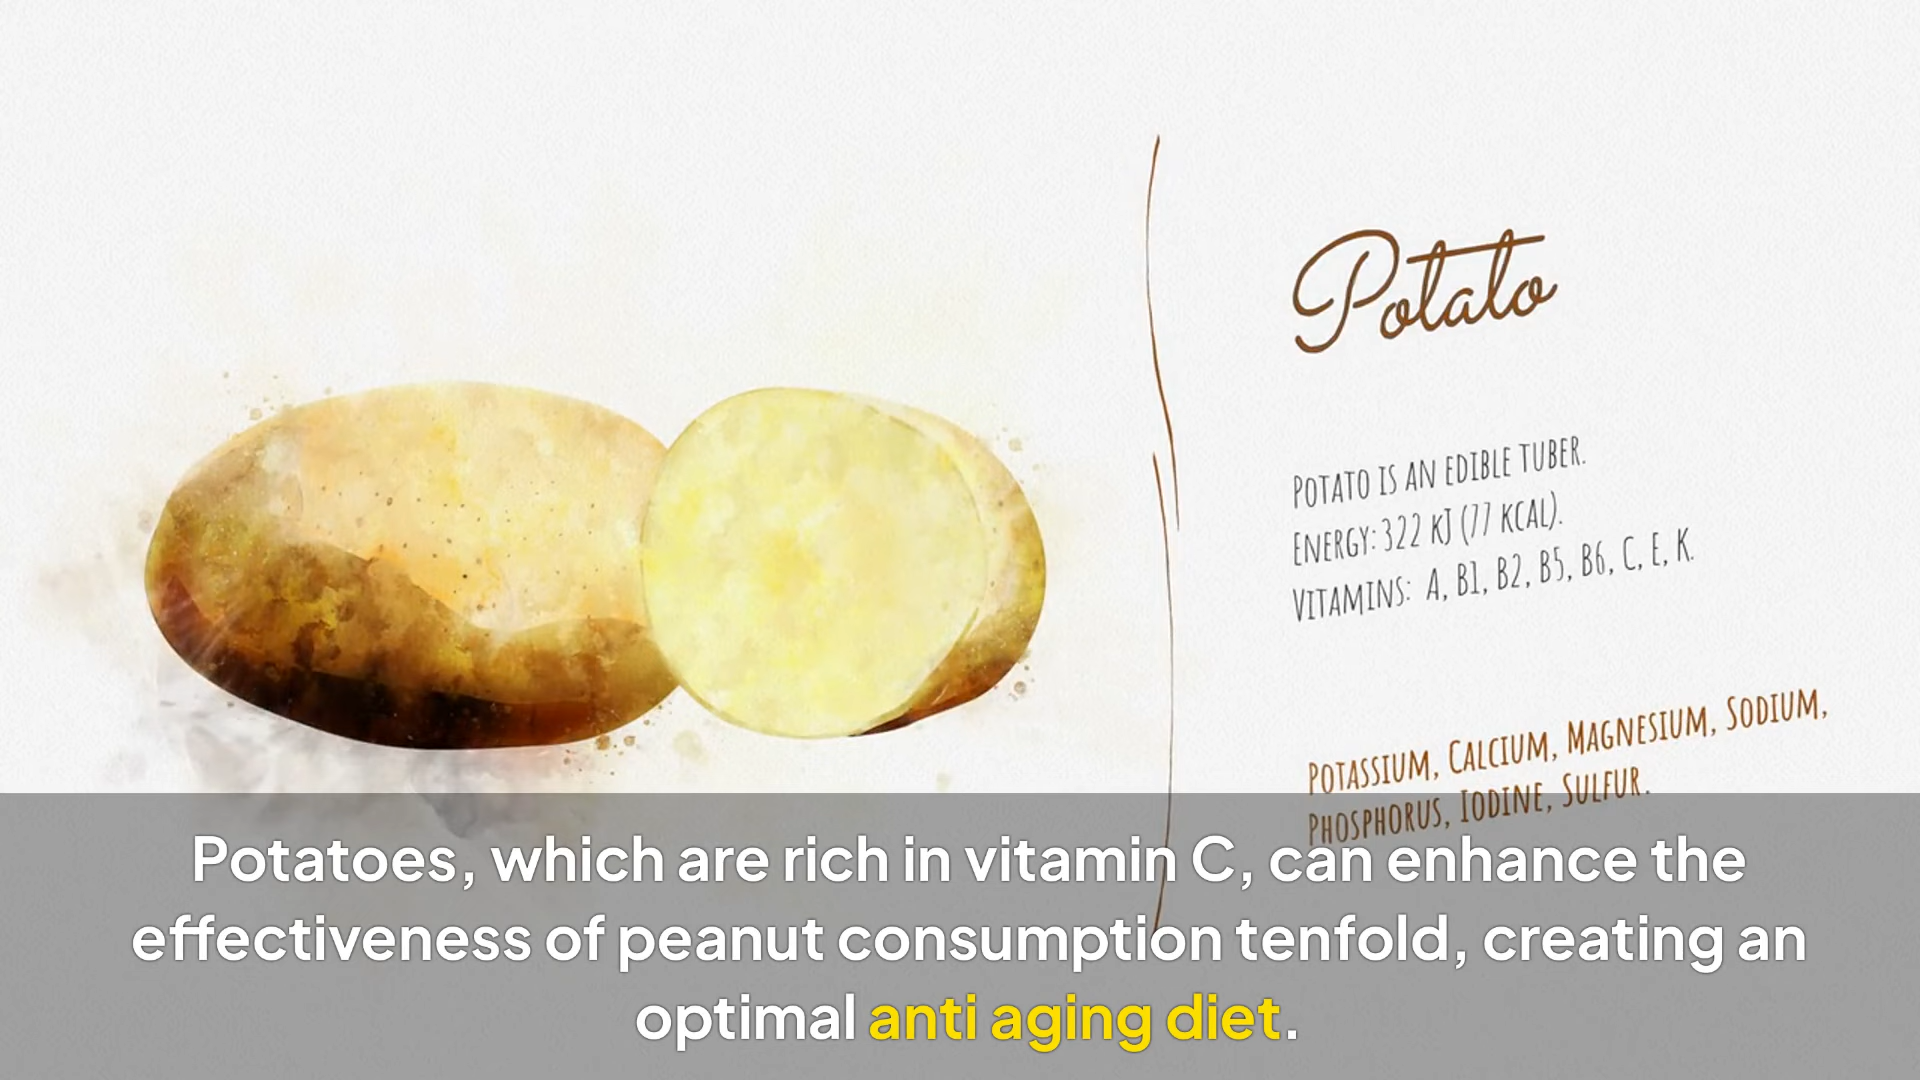 Potato
POTATO IS AN EDIBLE TUBER.
ENERGY: 322 KJ (77 KCAL).
VITAMINS: A, B1, B2, B5, B6, C, E, K.
POTASSIUM, CALCIUM, MAGNESIUM, SODIUM,
PHOSPHORUS, IODINE, SULFUR.
Potatoes, which are rich in vitamin C, can enhance the
effectiveness of peanut consumption tenfold, creating an
optimal anti aging diet.